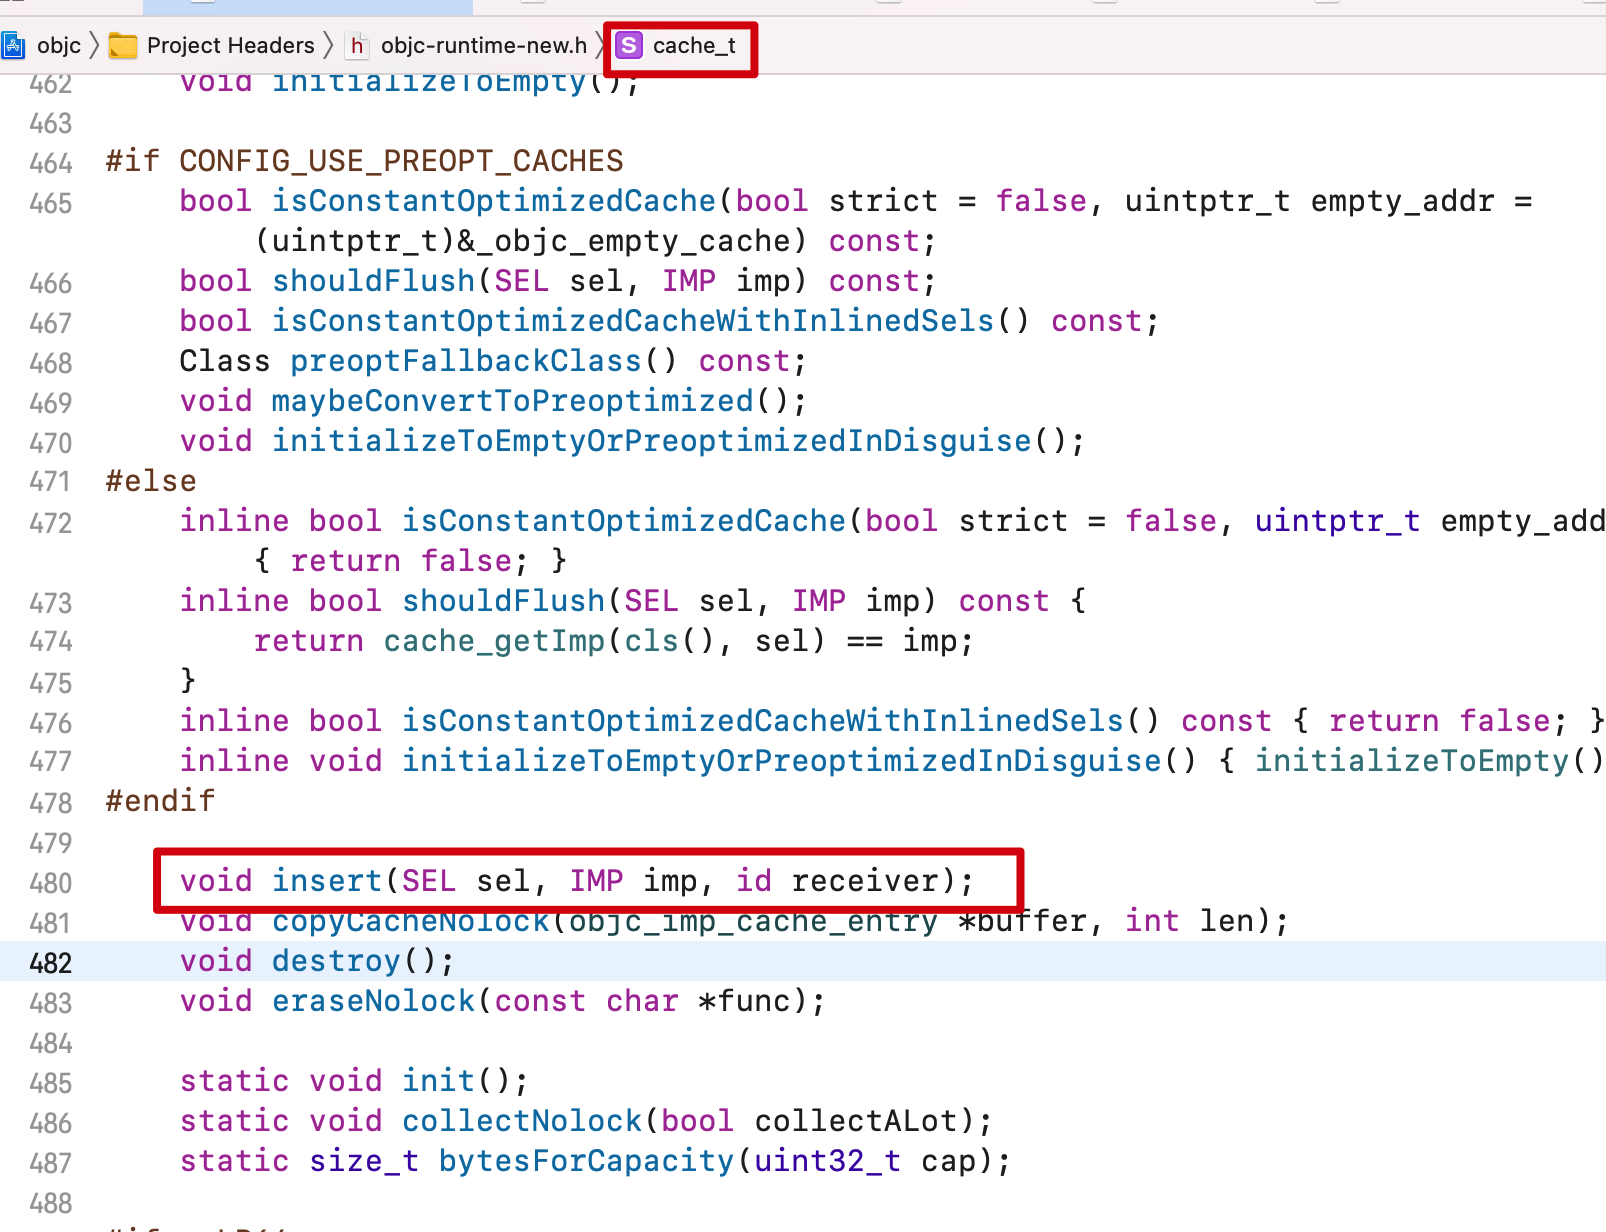 objc 〉 Project Headers 〉 h objc-runtime-new.h 〉 S cache_t
462     void initializeToEmpty();
463
464 #if CONFIG_USE_PREOPT_CACHES
465     bool isConstantOptimizedCache(bool strict = false, uintptr_t empty_addr =
        (uintptr_t)&_objc_empty_cache) const;
466     bool shouldFlush(SEL sel, IMP imp) const;
467     bool isConstantOptimizedCacheWithInlinedSels() const;
468     Class preoptFallbackClass() const;
469     void maybeConvertToPreoptimized();
470     void initializeToEmptyOrPreoptimizedInDisguise();
471 #else
472     inline bool isConstantOptimizedCache(bool strict = false, uintptr_t empty_add
        { return false; }
473     inline bool shouldFlush(SEL sel, IMP imp) const {
474         return cache_getImp(cls(), sel) == imp;
475     }
476     inline bool isConstantOptimizedCacheWithInlinedSels() const { return false; }
477     inline void initializeToEmptyOrPreoptimizedInDisguise() { initializeToEmpty()
478 #endif
479
480     void insert(SEL sel, IMP imp, id receiver);
481     void copyCacheNolock(objc_imp_cache_entry *buffer, int len);
482     void destroy();
483     void eraseNolock(const char *func);
484
485     static void init();
486     static void collectNolock(bool collectALot);
487     static size_t bytesForCapacity(uint32_t cap);
488